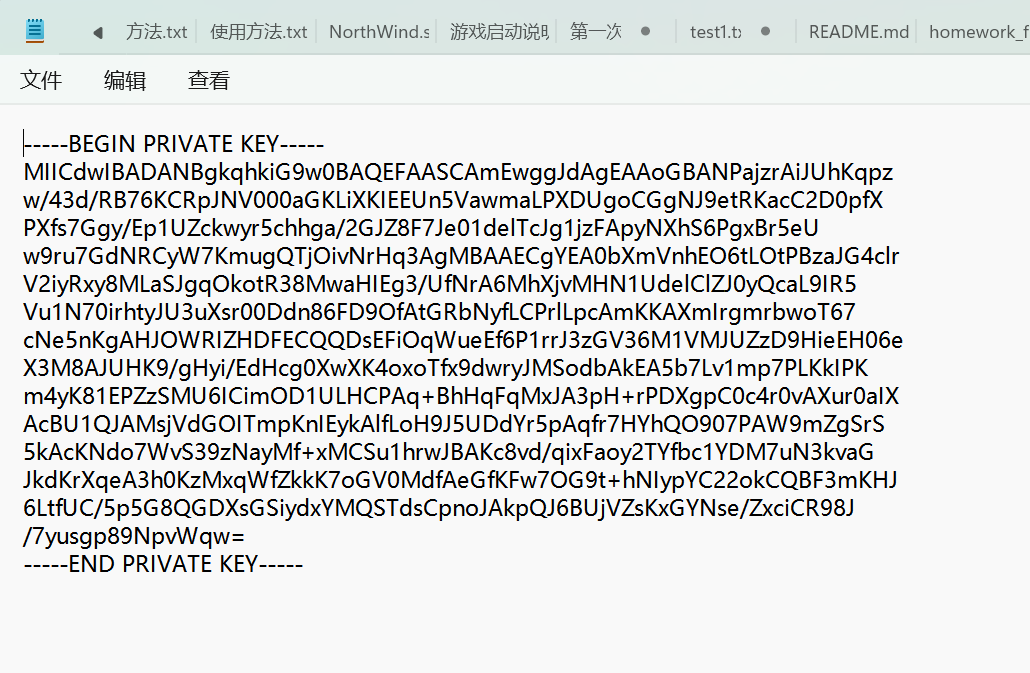 方法.txt 使用方法.txt NorthWind.s 游戏启动说明 第一次 test1.tx README.md homework_f
文件 编辑 查看
-----BEGIN PRIVATE KEY-----
MIICdwIBADANBgkqhkiG9w0BAQEFAASCAmEwggJdAgEAAoGBANPajzrAiJUhKqpz
w/43d/RB76KCRpJNV000aGKLiXKIEEUn5VawmaLPXDUgoCGgNJ9etRKacC2D0pfX
PXfs7Ggy/Ep1UZckwyr5chhga/2GJZ8F7Je01delTcJg1jzFApyNXhS6PgxBr5eU
w9ru7GdNRCyW7KmugQTjOivNrHq3AgMBAAECgYEA0bXmVnhEO6tLOtPBzaJG4clr
V2iyRxy8MLaSJgqOkotR38MwaHIEg3/UfNrA6MhXjvMHN1UdelClZJ0yQcaL9IR5
Vu1N70irhtyJU3uXsr00Ddn86FD9OfAtGRbNyfLCPrlLpcAmKKAXmIrgmrbwoT67
cNe5nKgAHJOWRIZHDFECQQDsEFiOqWueEf6P1rrJ3zGV36M1VMJUZzD9HieEH06e
X3M8AJUHK9/gHyi/EdHcg0XwXK4oxoTfx9dwryJMSodbAkEA5b7Lv1mp7PLKkIPK
m4yK81EPZzSMU6ICimOD1ULHCPAq+BhHqFqMxJA3pH+rPDXgpC0c4r0vAXur0aIX
AcBU1QJAMsjVdGOITmpKnIEykAlfLoH9J5UDdYr5pAqfr7HYhQO907PAW9mZgSrS
5kAcKNdo7WvS39zNayMf+xMCSu1hrwJBAKc8vd/qixFaoy2TYfbc1YDM7uN3kvaG
JkdKrXqeA3h0KzMxqWfZkkK7oGV0MdfAeGfKFw7OG9t+hNIypYC22okCQBF3mKHJ
6LtfUC/5p5G8QGDXsGSiydxYMQSTdsCpnoJAkpQJ6BUjVZsKxGYNse/ZxciCR98J
/7yusgp89NpvWqw=
-----END PRIVATE KEY-----